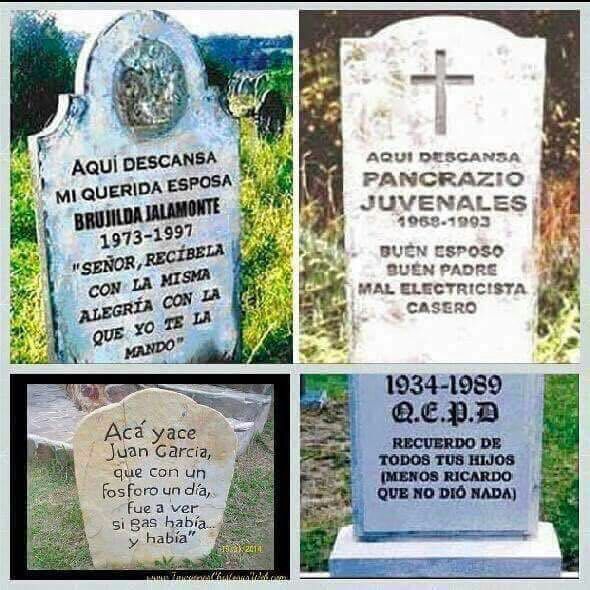 AQUÍ DESCANSA
MI QUERIDA ESPOSA
BRUJILDA JALAMONTE
1973-1997
"SEÑOR, RECÍBELA
CON LA MISMA
ALEGRÍA CON LA
QUE YO TE LA
MANDO"
AQUI DESCANSA
PANCRAZIO
JUVENALES
1968-1993
BUÉN ESPOSO
BUÉN PADRE
MAL ELECTRICISTA
CASERO
Acá yace
Juan Garcia,
que con un
fosforo un día,
fue a ver
si gas había...
y había"
1934-1989
Q.E.P.D
RECUERDO DE
TODOS TUS HIJOS
(MENOS RICARDO
QUE NO DIÓ NADA)